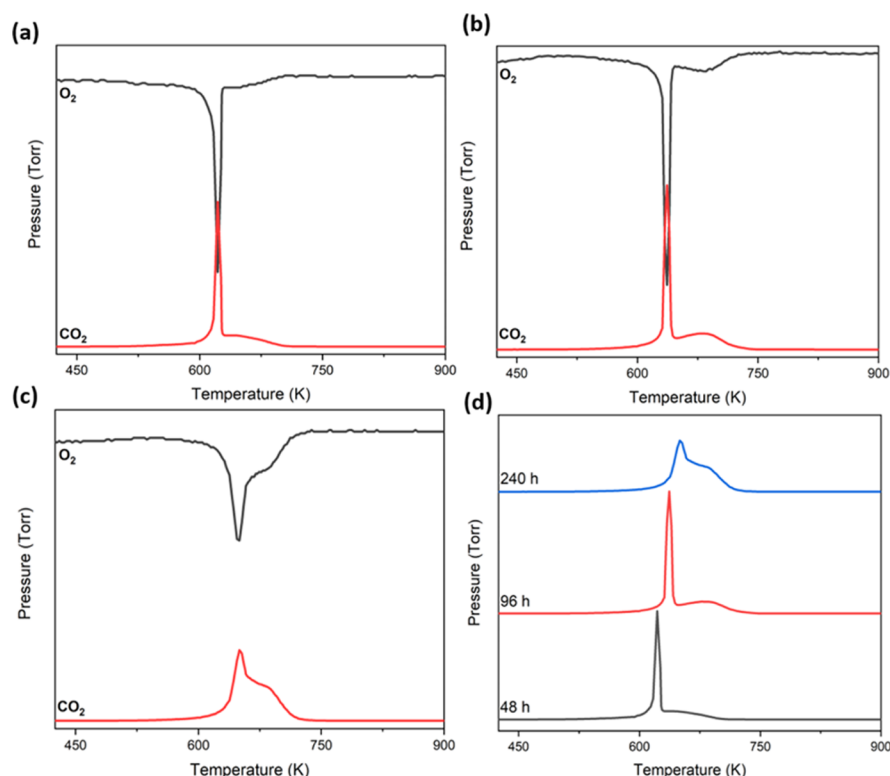 (a)
O2
CO2
Pressure (Torr)
450 600 750 900
Temperature (K)
(b)
O2
CO2
Pressure (Torr)
450 600 750 900
Temperature (K)
(c)
O2
CO2
Pressure (Torr)
450 600 750 900
Temperature (K)
(d)
240 h
96 h
48 h
Pressure (Torr)
450 600 750 900
Temperature (K)